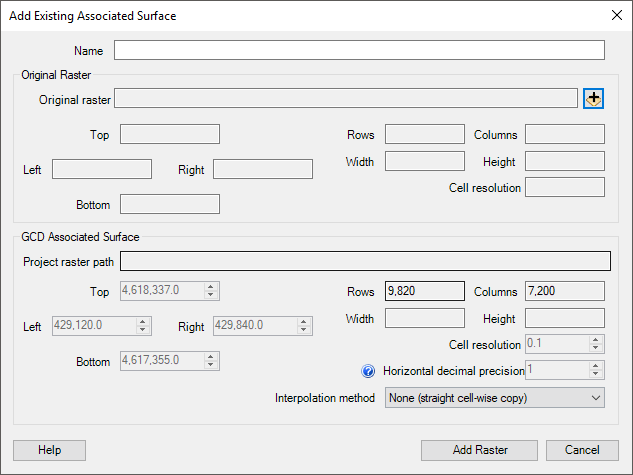 Add Existing Associated Surface
Name
Original Raster
Original raster
Top
Rows
Columns
Left
Right
Width
Height
Cell resolution
Bottom
GCD Associated Surface
Project raster path
Top 4,618,337.0
Rows 9,820
Columns 7,200
Left 429,120.0
Right 429,840.0
Width
Height
Cell resolution 0.1
Bottom 4,617,355.0
Horizontal decimal precision 1
Interpolation method None (straight cell-wise copy)
Help
Add Raster
Cancel